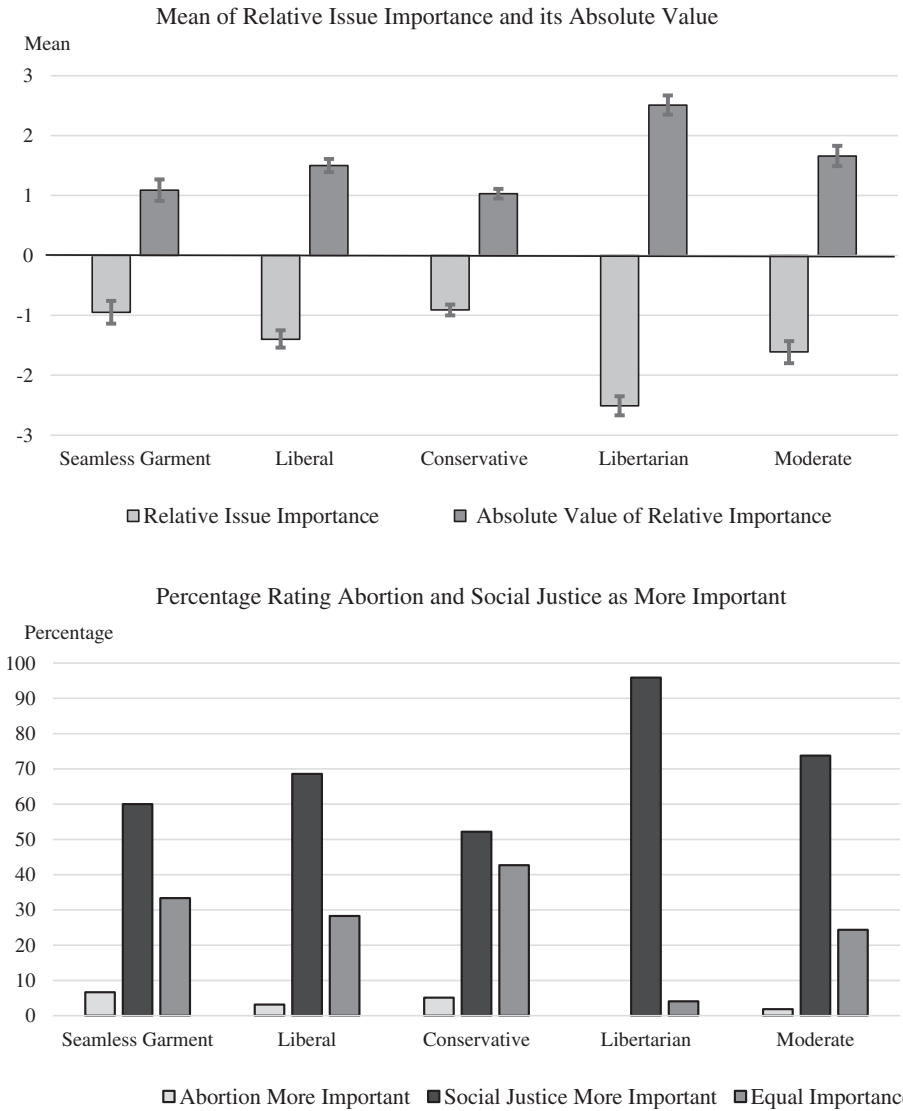 Mean of Relative Issue Importance and its Absolute Value
Mean
3
2
1
0
-1
-2
-3
Seamless Garment Liberal Conservative Libertarian Moderate
Relative Issue Importance Absolute Value of Relative Importance
Percentage Rating Abortion and Social Justice as More Important
Percentage
100
90
80
70
60
50
40
30
20
10
0
Seamless Garment Liberal Conservative Libertarian Moderate
Abortion More Important Social Justice More Important Equal Importanc